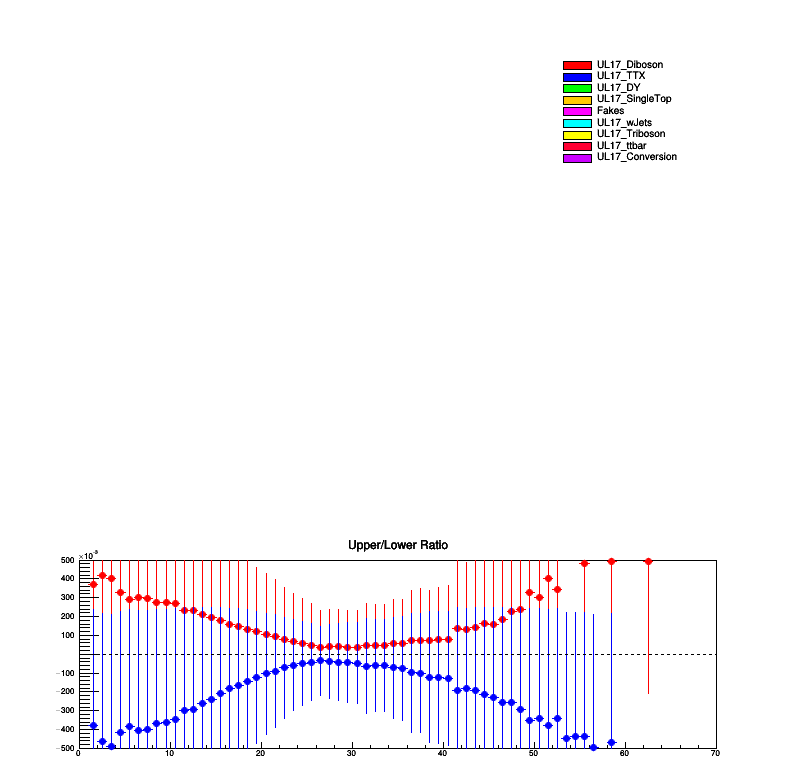 UL17_Diboson
UL17_TTX
UL17_DY
UL17_SingleTop
Fakes
UL17_wJets
UL17_Triboson
UL17_ttbar
UL17_Conversion
Upper/Lower Ratio
×10⁻³
500
400
300
200
100
−100
−200
−300
−400
−500
0 10 20 30 40 50 60 70